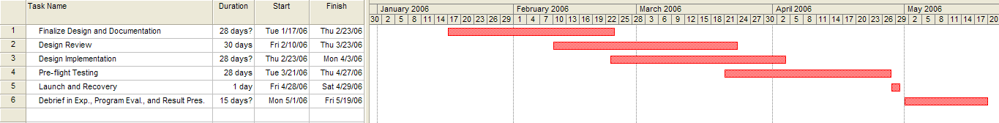 Task Name Duration Start Finish January 2006 February 2006 March 2006 April 2006 May 2006
30 2 5 8 11 14 17 20 23 26 29 1 4 7 10 13 16 19 22 25 28 3 6 9 12 15 18 21 24 27 30 2 5 8 11 14 17 20 23 26 29 2 5 8 11 14 17 20
1 Finalize Design and Documentation 28 days? Tue 1/17/06 Thu 2/23/06
2 Design Review 30 days Fri 2/10/06 Thu 3/23/06
3 Design Implementation 28 days? Thu 2/23/06 Mon 4/3/06
4 Pre-flight Testing 28 days Tue 3/21/06 Thu 4/27/06
5 Launch and Recovery 1 day Fri 4/28/06 Sat 4/29/06
6 Debrief in Exp., Program Eval., and Result Pres. 15 days? Mon 5/1/06 Fri 5/19/06